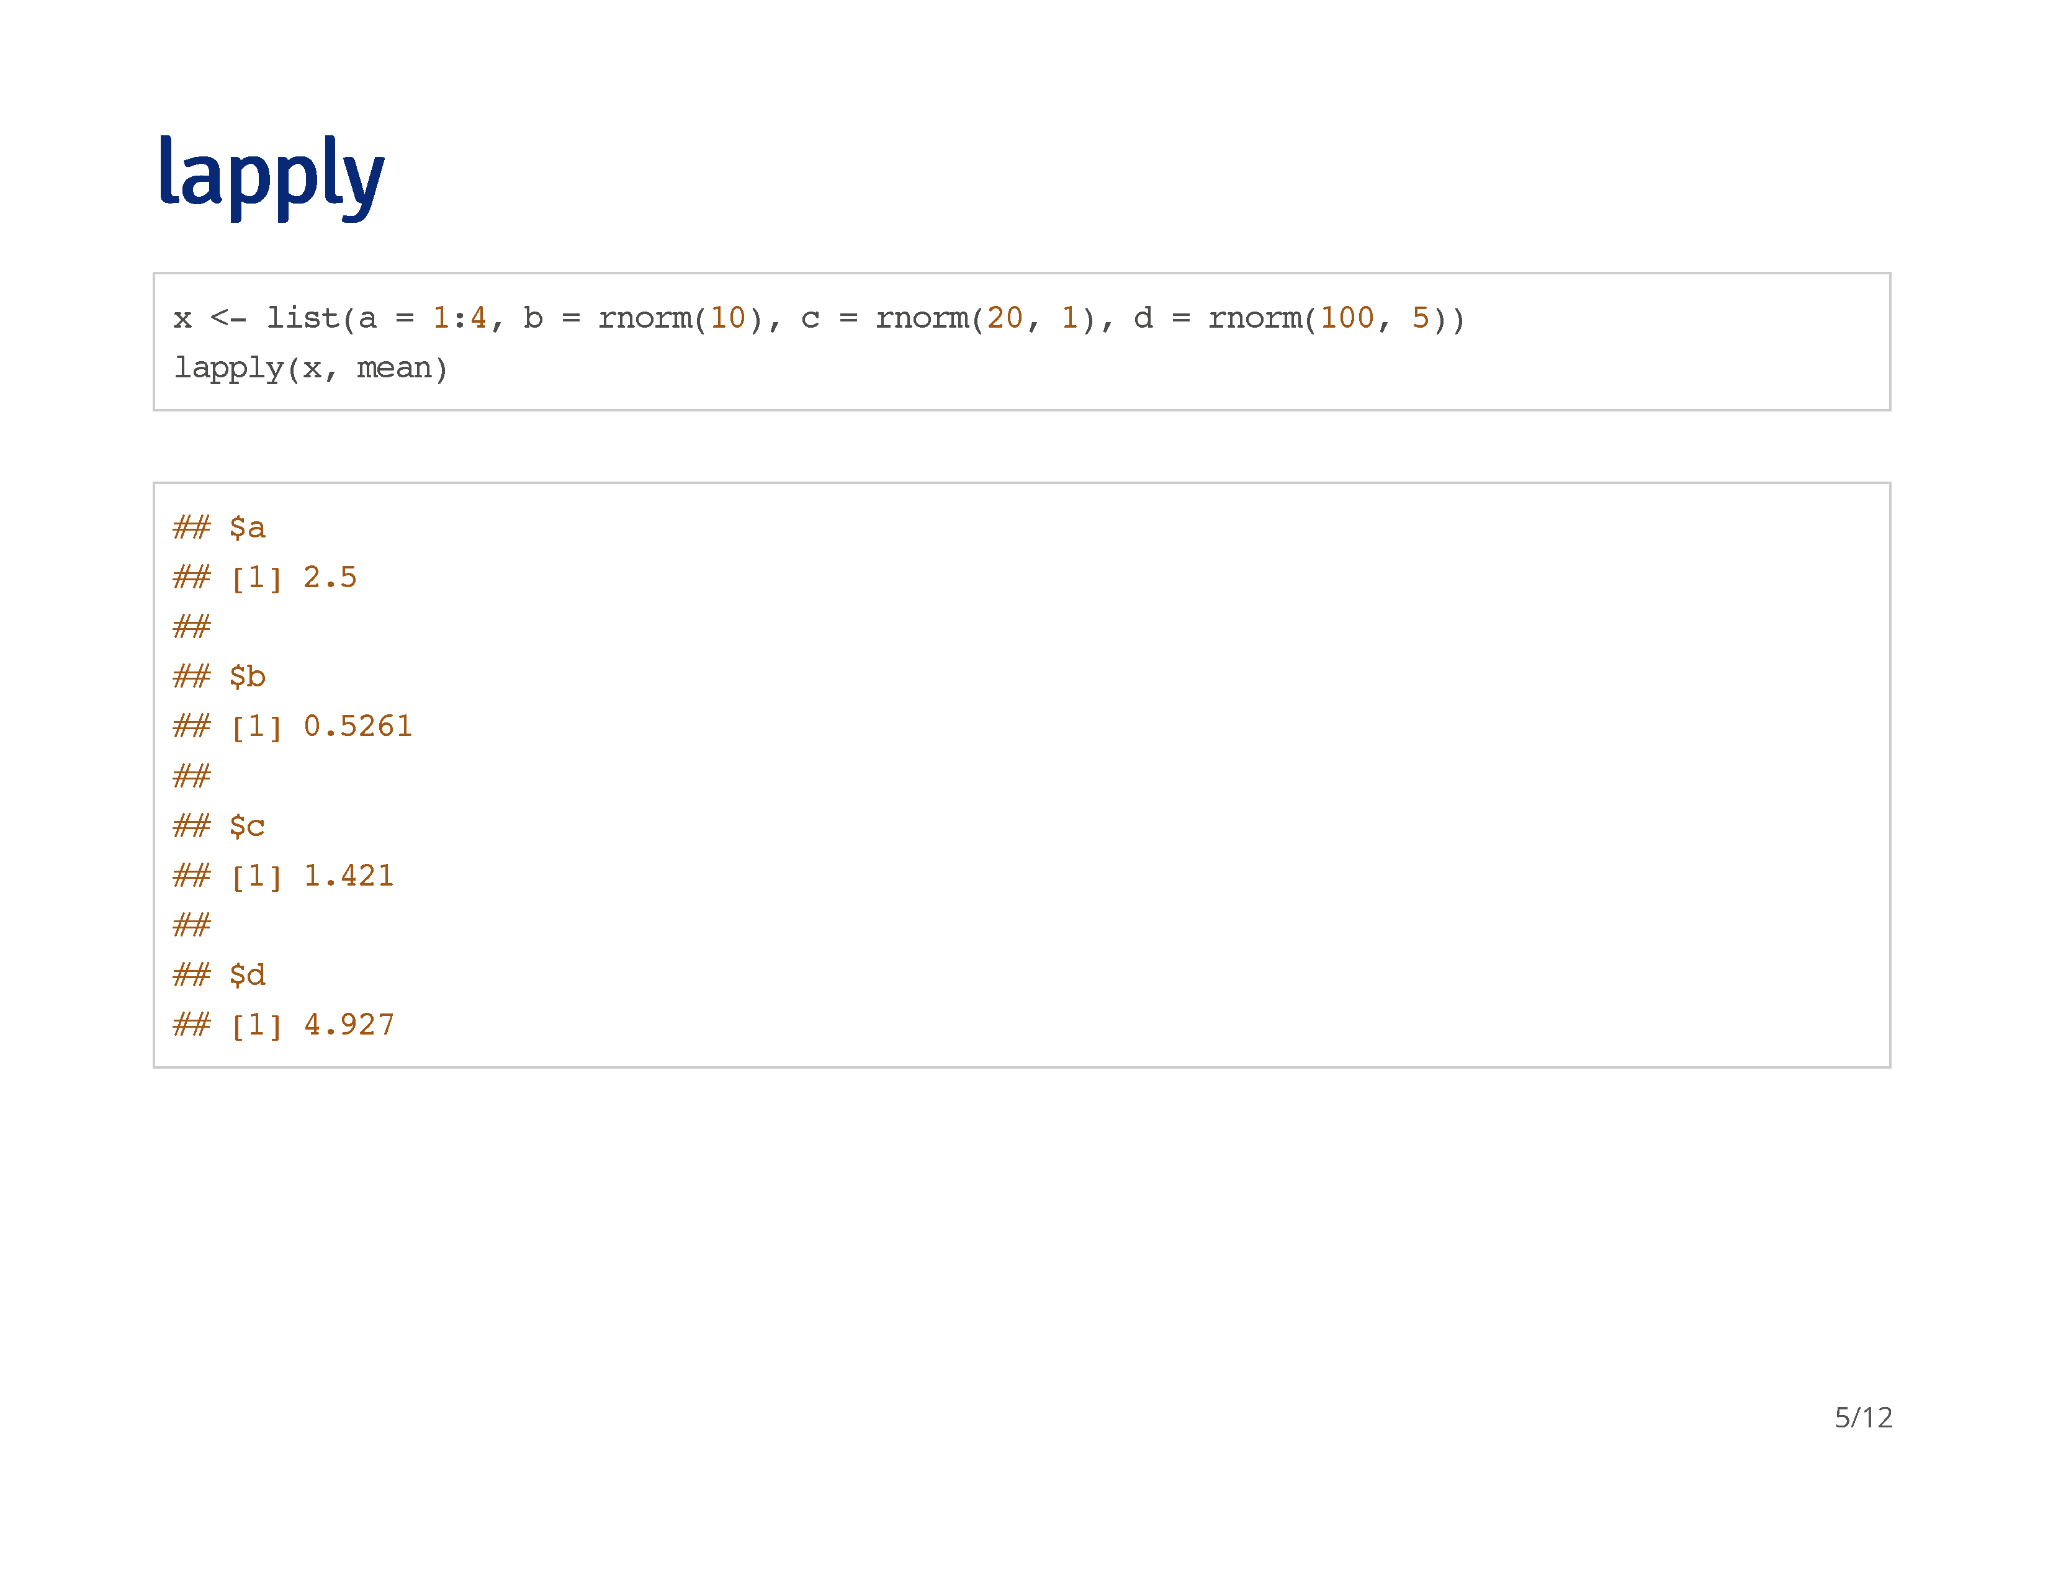 lapply
x <- list(a = 1:4, b = rnorm(10), c = rnorm(20, 1), d = rnorm(100, 5))
lapply(x, mean)
## $a
## [1] 2.5
##
## $b
## [1] 0.5261
##
## $c
## [1] 1.421
##
## $d
## [1] 4.927
5/12